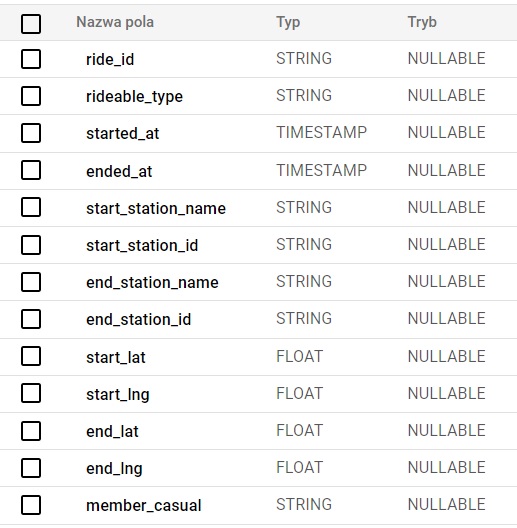 Nazwa pola Typ Tryb
ride_id STRING NULLABLE
rideable_type STRING NULLABLE
started_at TIMESTAMP NULLABLE
ended_at TIMESTAMP NULLABLE
start_station_name STRING NULLABLE
start_station_id STRING NULLABLE
end_station_name STRING NULLABLE
end_station_id STRING NULLABLE
start_lat FLOAT NULLABLE
start_lng FLOAT NULLABLE
end_lat FLOAT NULLABLE
end_lng FLOAT NULLABLE
member_casual STRING NULLABLE